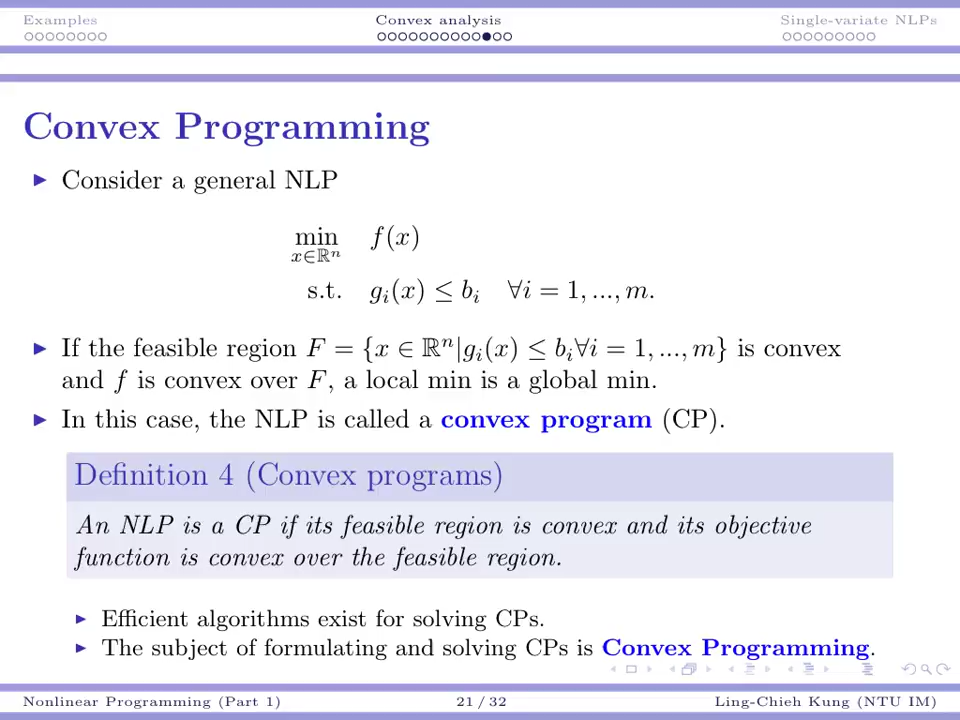 Examples Convex analysis Single-variate NLPs
Convex Programming
Consider a general NLP
min f(x)
x∈ℝⁿ
s.t. gᵢ(x) ≤ bᵢ ∀i = 1, ..., m.
If the feasible region F = {x ∈ ℝⁿ|gᵢ(x) ≤ bᵢ∀i = 1, ..., m} is convex
and f is convex over F, a local min is a global min.
In this case, the NLP is called a convex program (CP).
Definition 4 (Convex programs)
An NLP is a CP if its feasible region is convex and its objective
function is convex over the feasible region.
Efficient algorithms exist for solving CPs.
The subject of formulating and solving CPs is Convex Programming.
Nonlinear Programming (Part 1) 21 / 32 Ling-Chieh Kung (NTU IM)